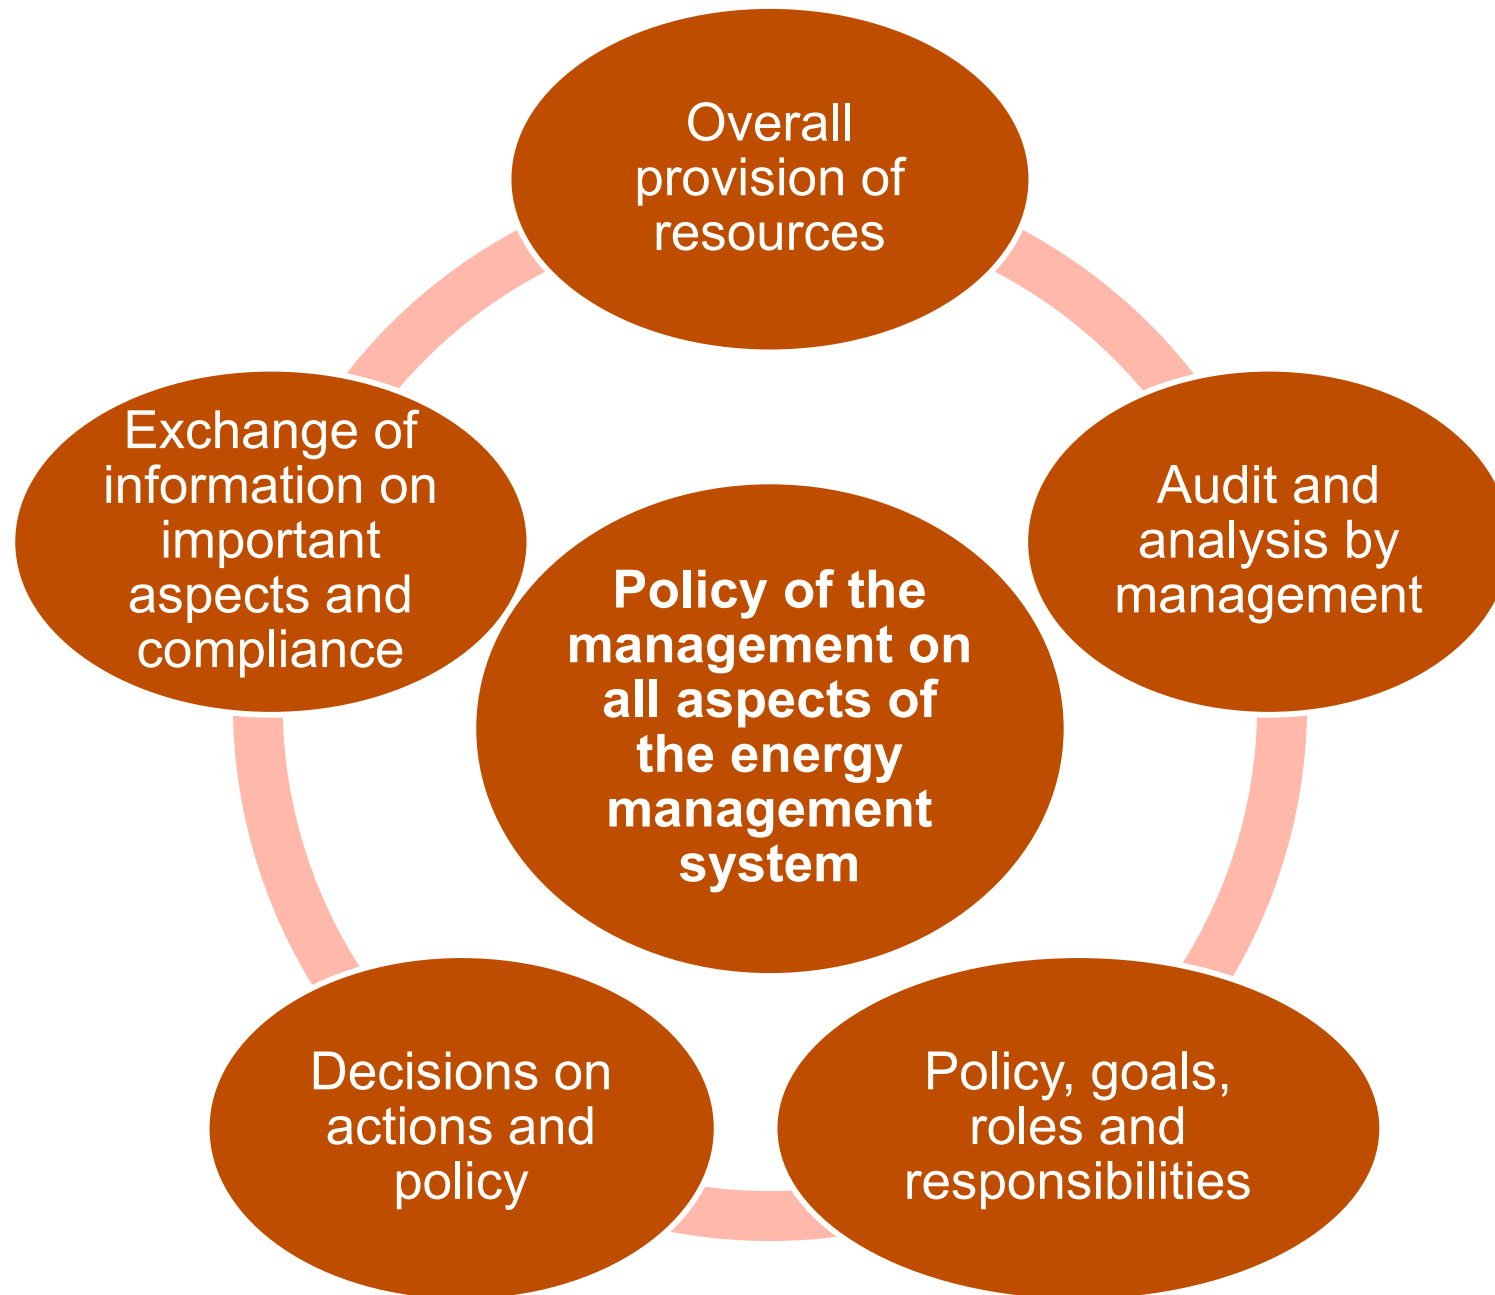 Overall
provision of
resources
Audit and
analysis by
management
Policy, goals,
roles and
responsibilities
Decisions on
actions and
policy
Exchange of
information on
important
aspects and
compliance
Policy of the
management on
all aspects of
the energy
management
system